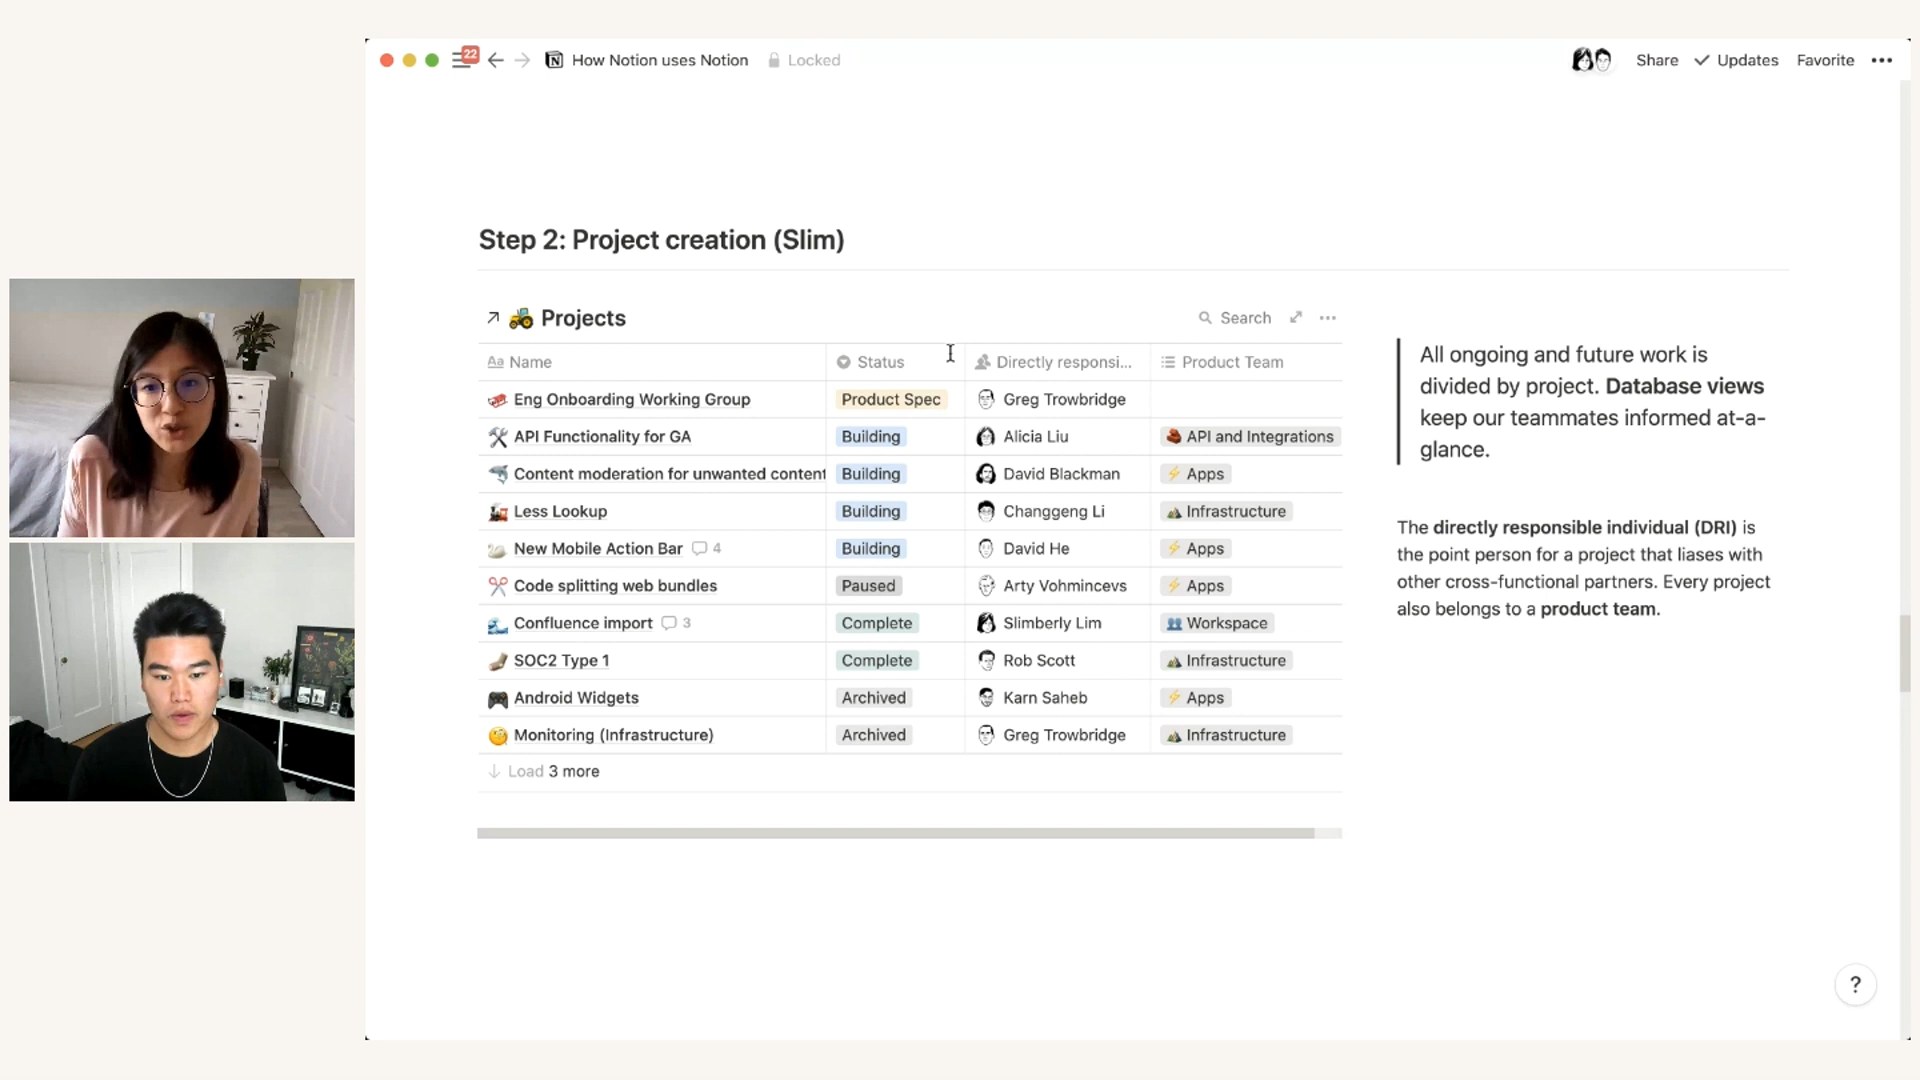 22
How Notion uses Notion
Locked
Share
Updates
Favorite
Step 2: Project creation (Slim)
Projects
Search
Aa Name
Status
Directly responsi...
Product Team
Eng Onboarding Working Group
Product Spec
Greg Trowbridge
API Functionality for GA
Building
Alicia Liu
API and Integrations
Content moderation for unwanted content
Building
David Blackman
Apps
Less Lookup
Building
Changgeng Li
Infrastructure
New Mobile Action Bar
4
Building
David He
Apps
Code splitting web bundles
Paused
Arty Vohmincevs
Apps
Confluence import
3
Complete
Slimberly Lim
Workspace
SOC2 Type 1
Complete
Rob Scott
Infrastructure
Android Widgets
Archived
Karn Saheb
Apps
Monitoring (Infrastructure)
Archived
Greg Trowbridge
Infrastructure
Load 3 more
All ongoing and future work is
divided by project. Database views
keep our teammates informed at-a-
glance.
The directly responsible individual (DRI) is
the point person for a project that liases with
other cross-functional partners. Every project
also belongs to a product team.
?